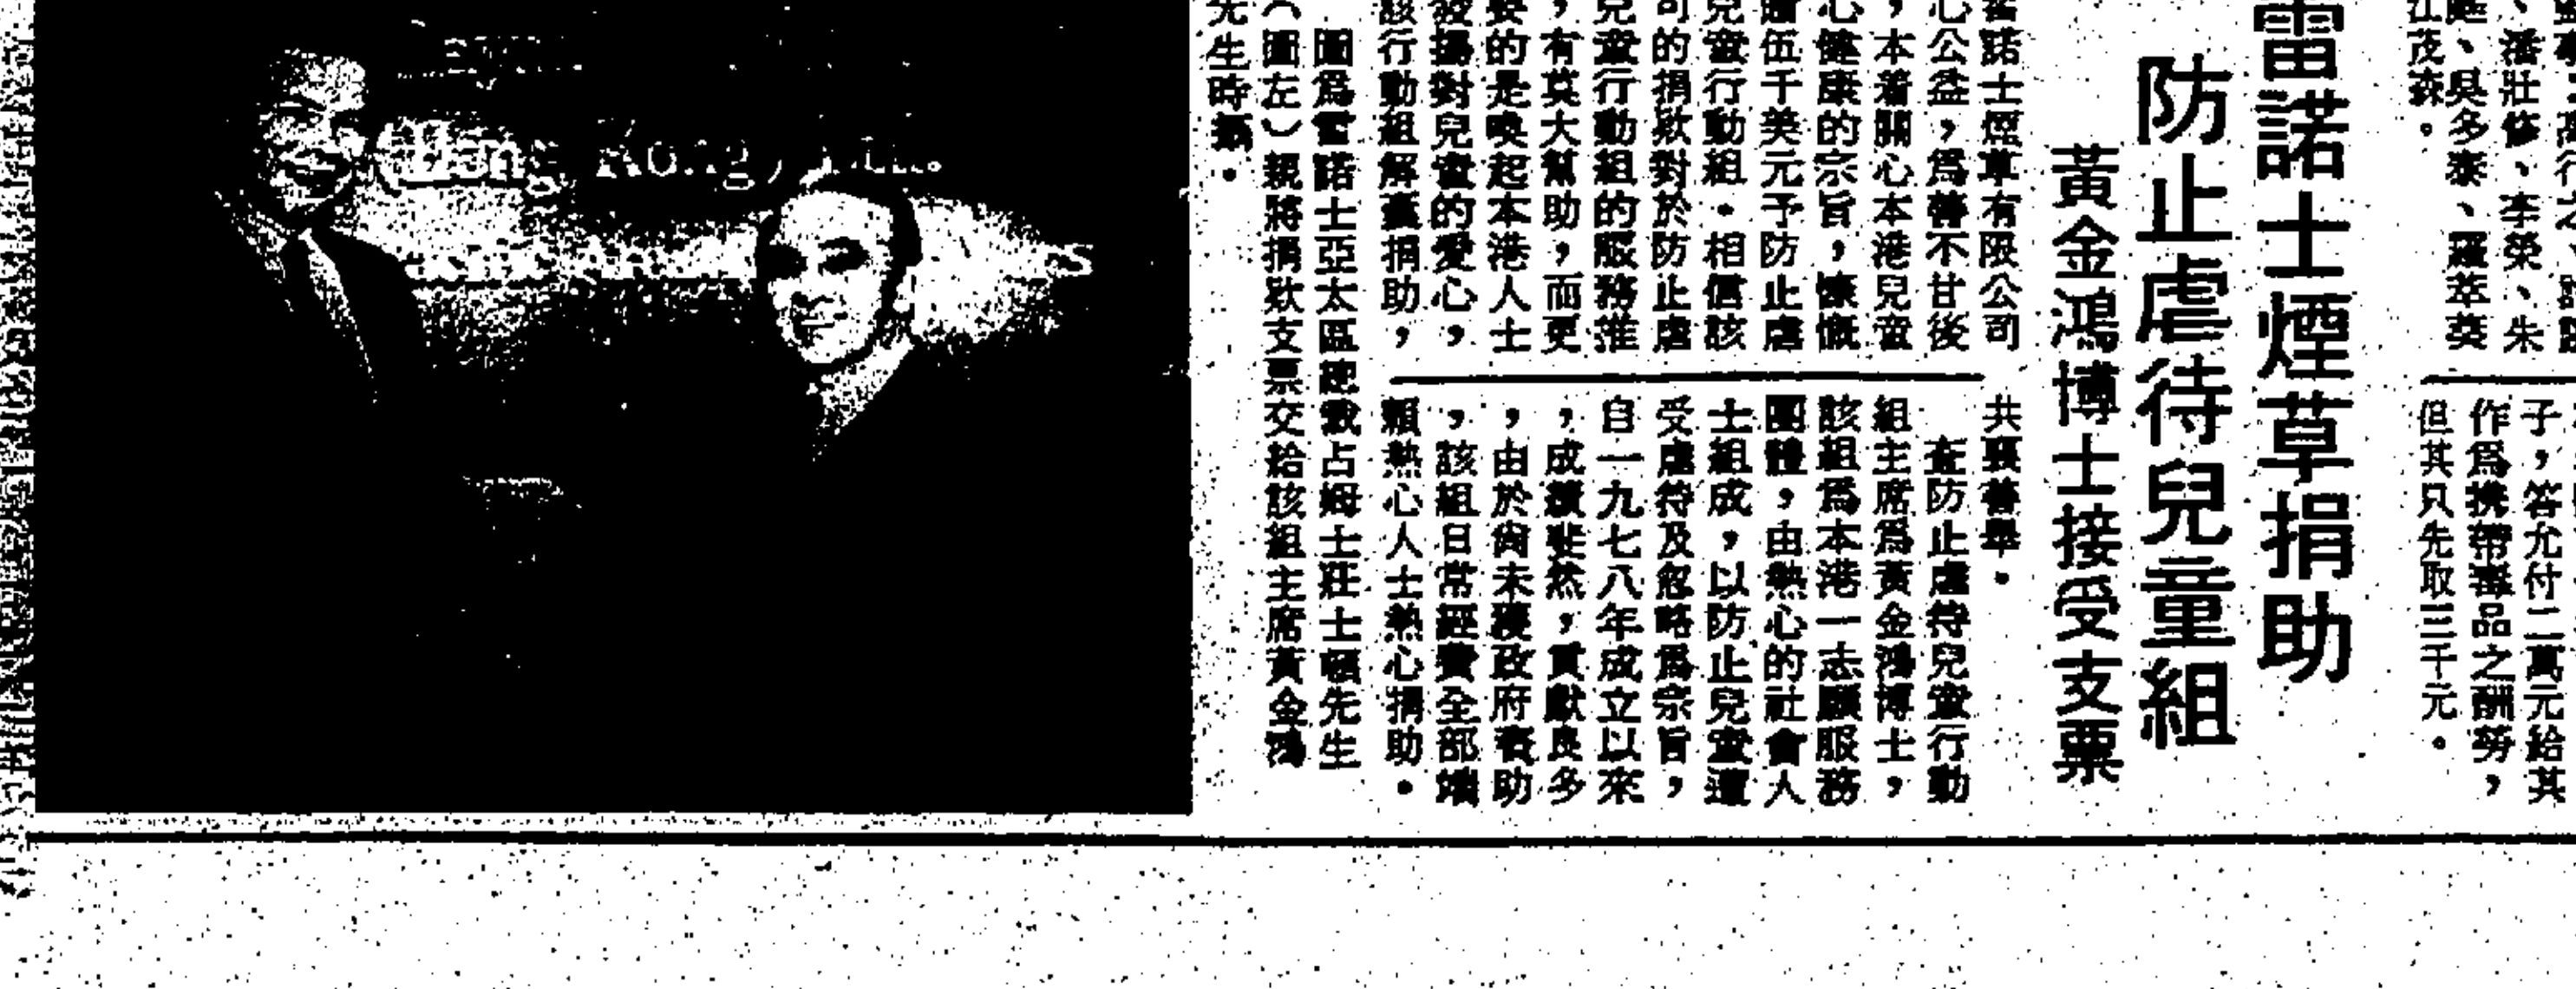 、潘壯修、李榮、朱
、吳多泰、羅萃英
江茂森。
子，答允付二萬元給其
作爲携帶毒品之酬勞，
但其只先取三千元。
雷諾士煙草捐助
防止虐待兒童組
黃金鴻博士接受支票
諾士煙草有限公司
心公益，爲善不甘後
，本着關心本港兒童
心健康的宗旨，慷慨
贈伍千美元予防止虐
兒童行動組．相信該
司的捐欵對於防止虐
兒童行動組的服務推
，有莫大幫助，而更
要的是喚起本港人士
發揚對兒童的愛心，
該行動組解囊捐助，
共襄善舉．
查防止虐待兒童行動
組主席爲黃金鴻博士，
該組爲本港一志願服務
團體，由熱心的社會人
士組成，以防止兒童遭
受虐待及忽略爲宗旨，
自一九七八年成立以來
，成績斐然，貢獻良多
，由於尚未獲政府資助
，該組日常經費全部端
賴熱心人士熱心捐助．
圖爲雷諾士亞太區總裁占姆士莊士頓先生
（圖左）親將捐欵支票交給該組主席黃金鴻
先生時攝．
Kong